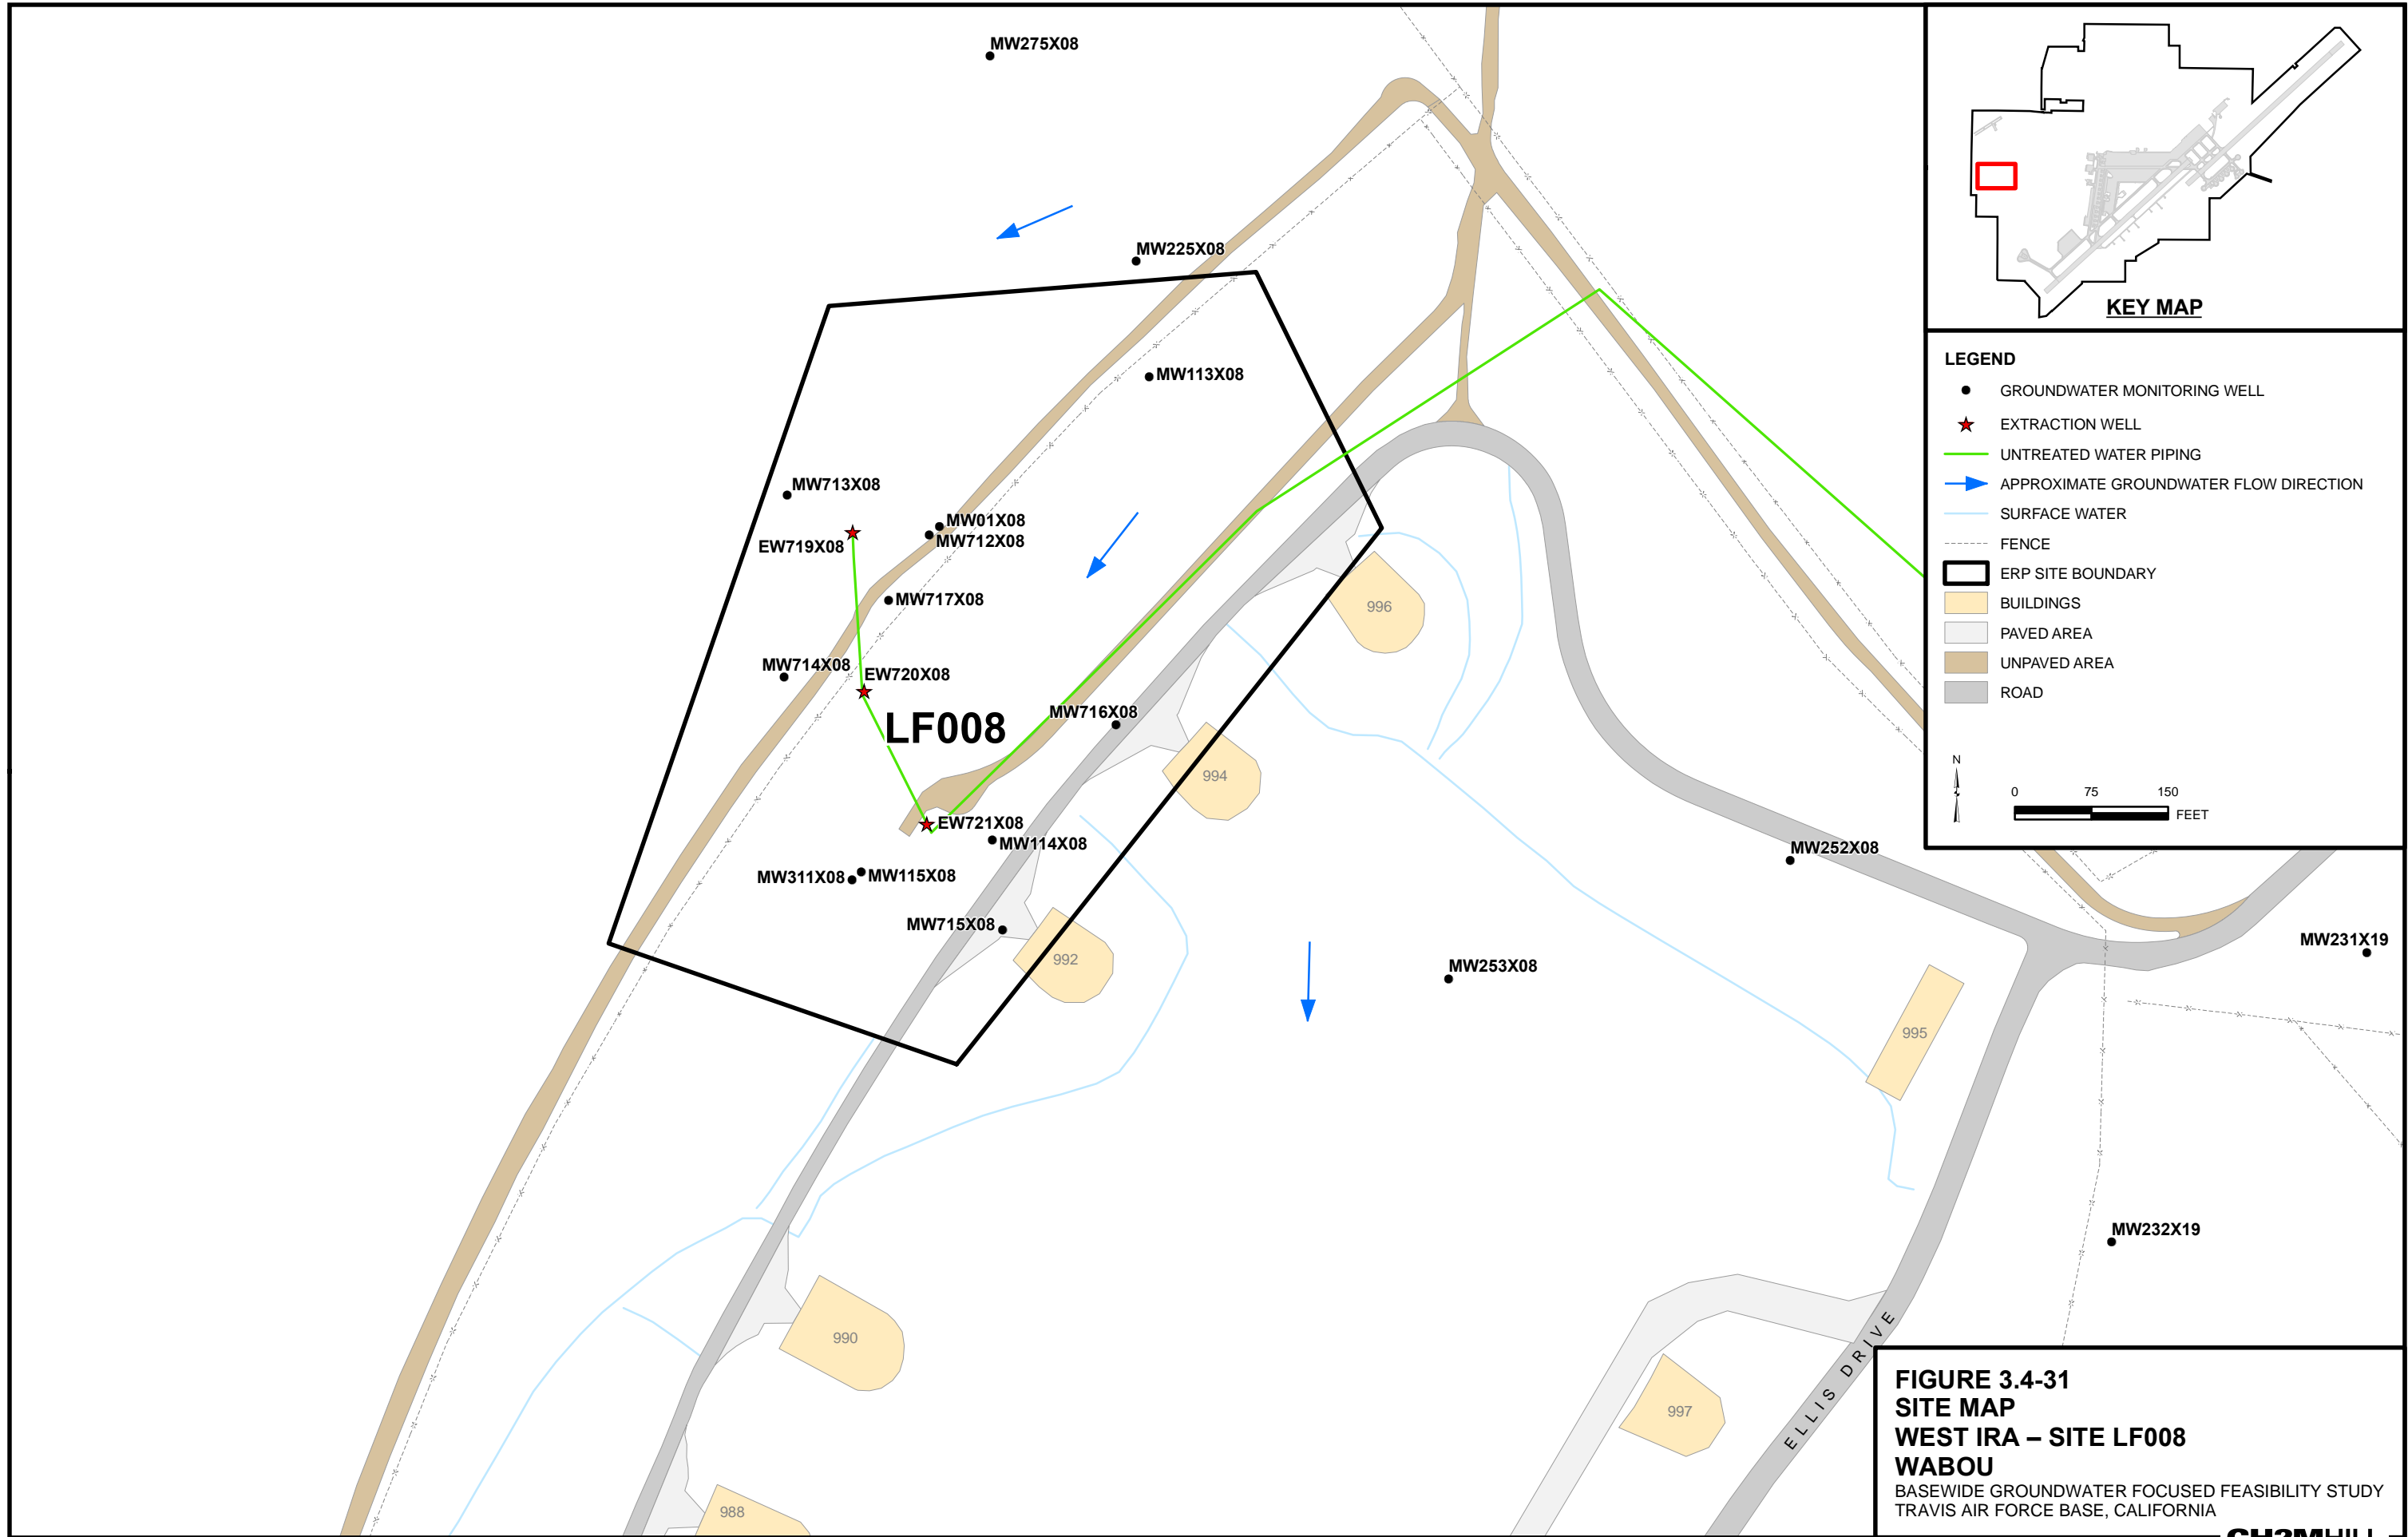 MW275X08
MW225X08
MW113X08
MW713X08
MW01X08
MW712X08
EW719X08
MW717X08
MW714X08
EW720X08
LF008
MW716X08
EW721X08
MW114X08
MW311X08
MW115X08
MW715X08
996
994
992
MW253X08
MW252X08
MW231X19
995
MW232X19
990
988
997
ELLIS DRIVE
KEY MAP
LEGEND
GROUNDWATER MONITORING WELL
EXTRACTION WELL
UNTREATED WATER PIPING
APPROXIMATE GROUNDWATER FLOW DIRECTION
SURFACE WATER
FENCE
ERP SITE BOUNDARY
BUILDINGS
PAVED AREA
UNPAVED AREA
ROAD
N
0 75 150
FEET
FIGURE 3.4-31
SITE MAP
WEST IRA – SITE LF008
WABOU
BASEWIDE GROUNDWATER FOCUSED FEASIBILITY STUDY
TRAVIS AIR FORCE BASE, CALIFORNIA
CH2MHILL